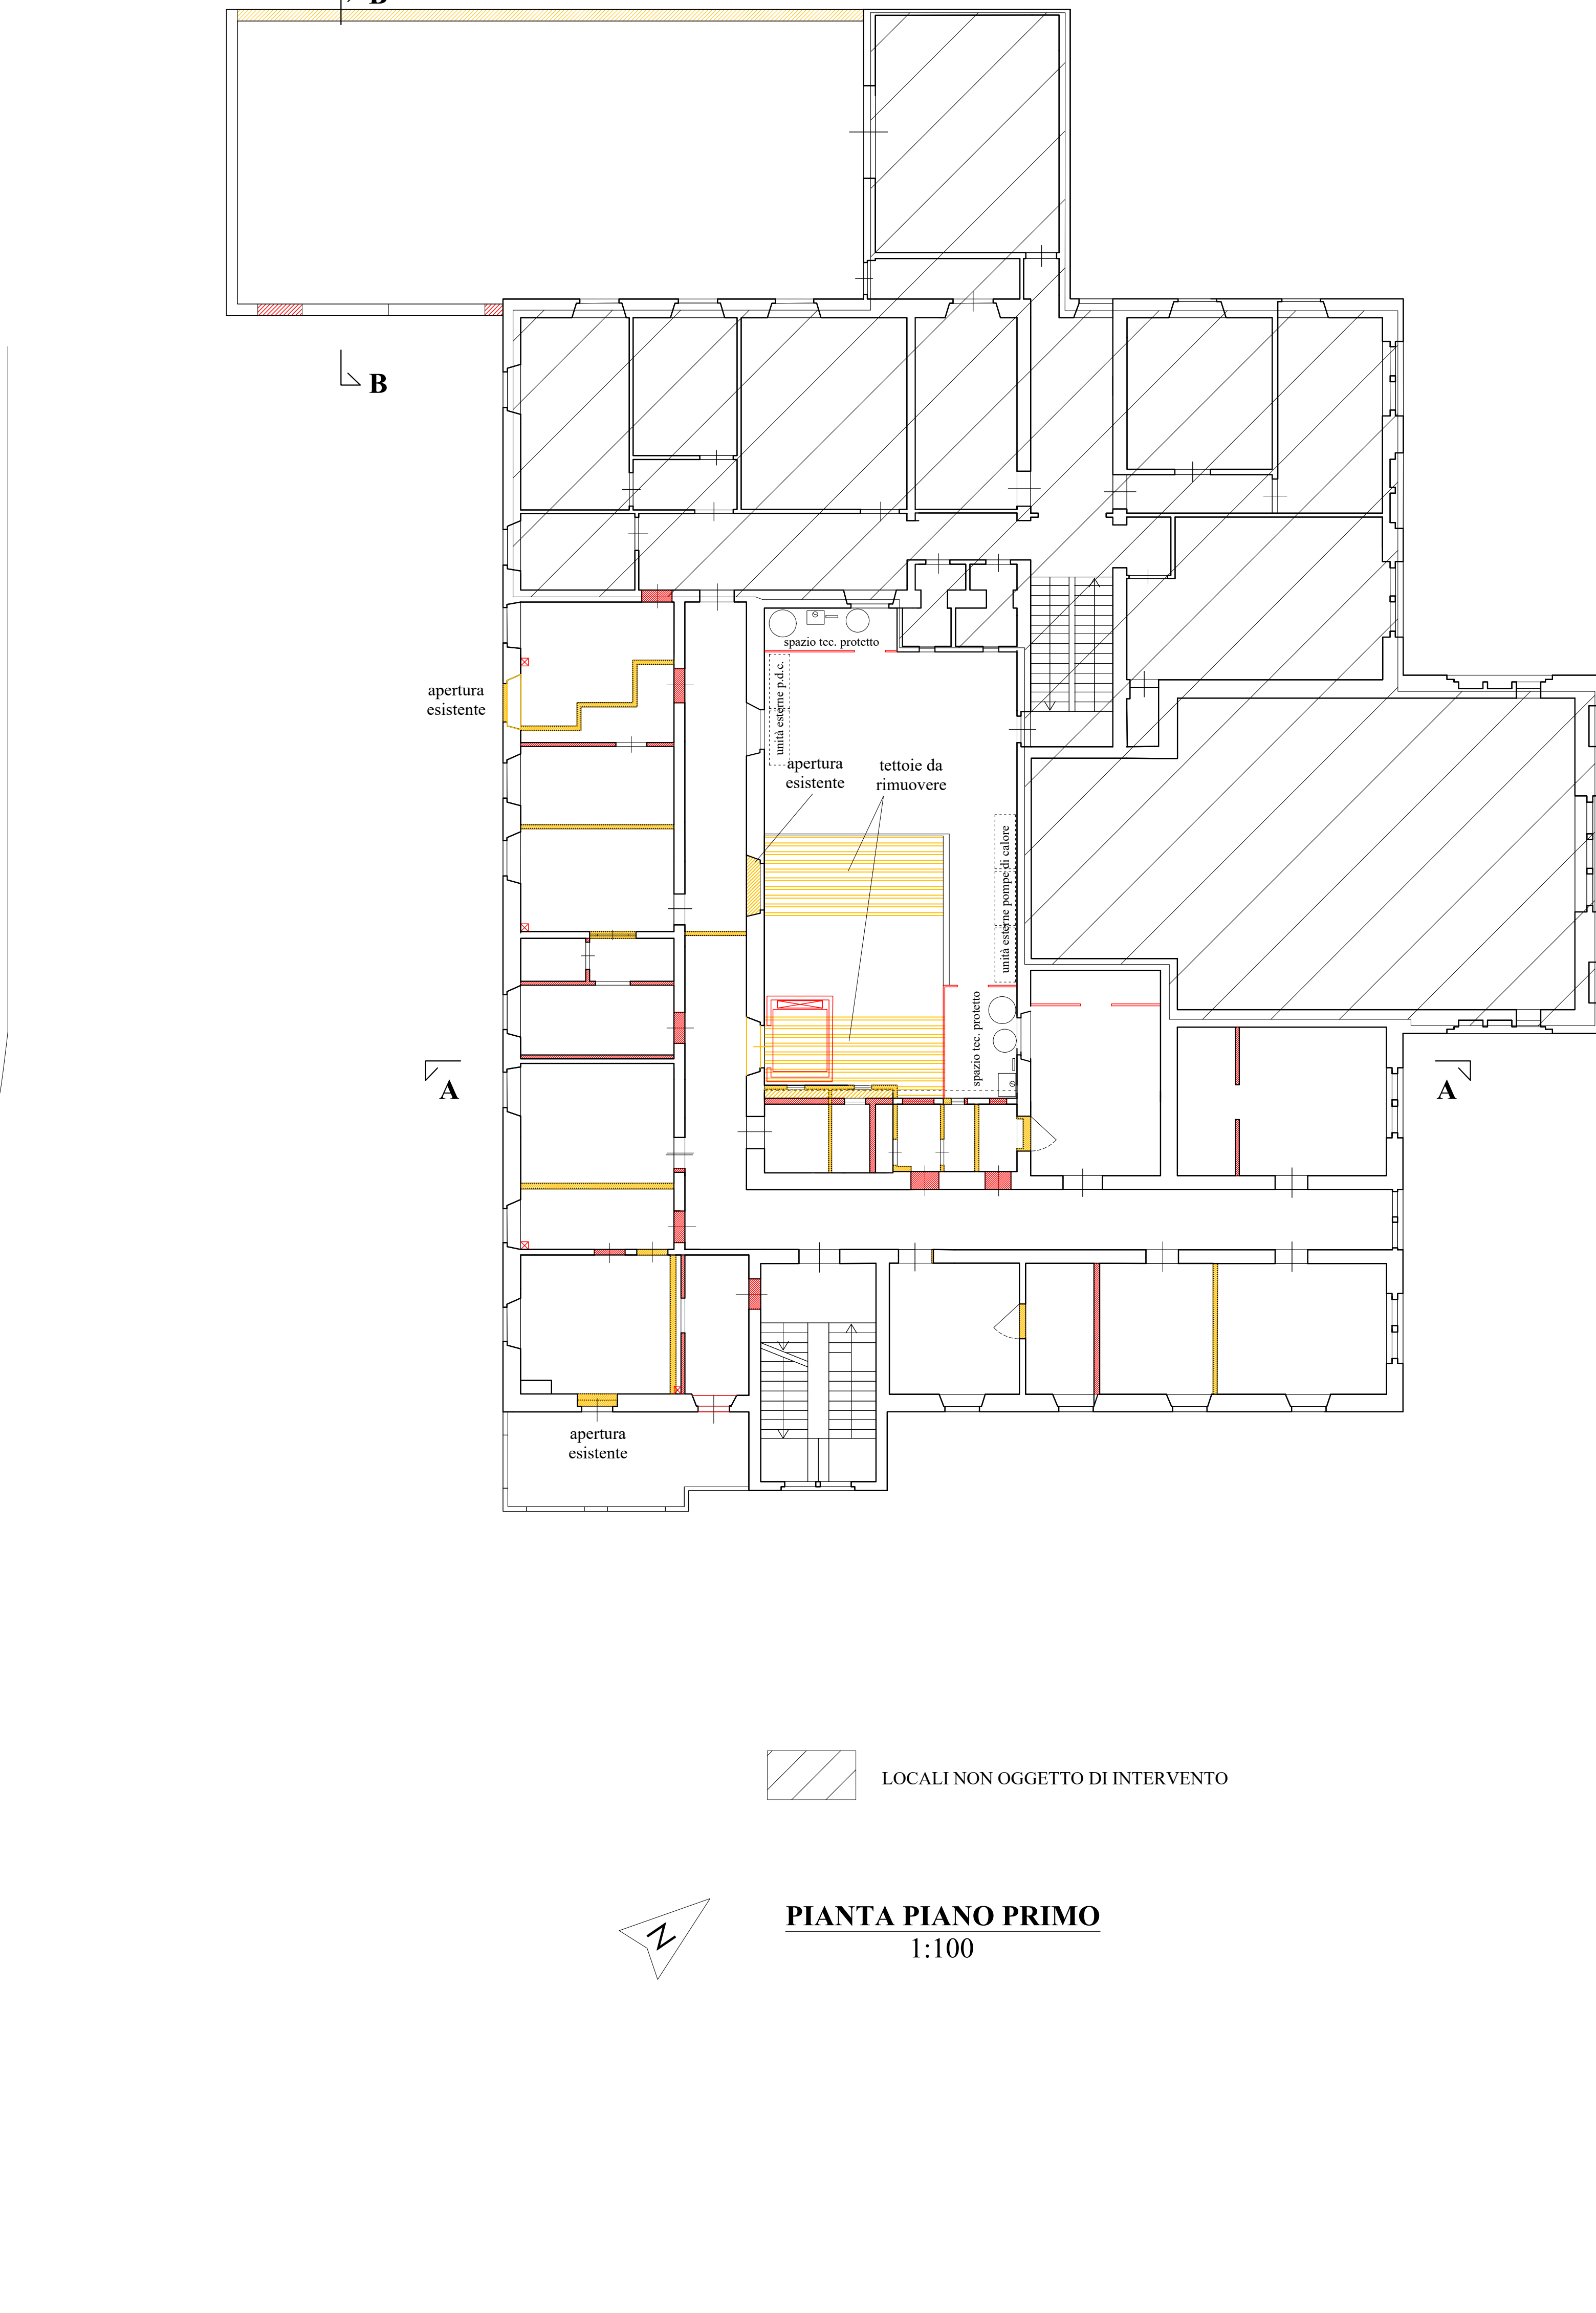 B
B
spazio tec. protetto
unità esterne p.d.c.
apertura
esistente
apertura
esistente
tettoie da
rimuovere
unità esterne pompe di calore
spazio tec. protetto
A
A
apertura
esistente
LOCALI NON OGGETTO DI INTERVENTO
N
PIANTA PIANO PRIMO
1:100